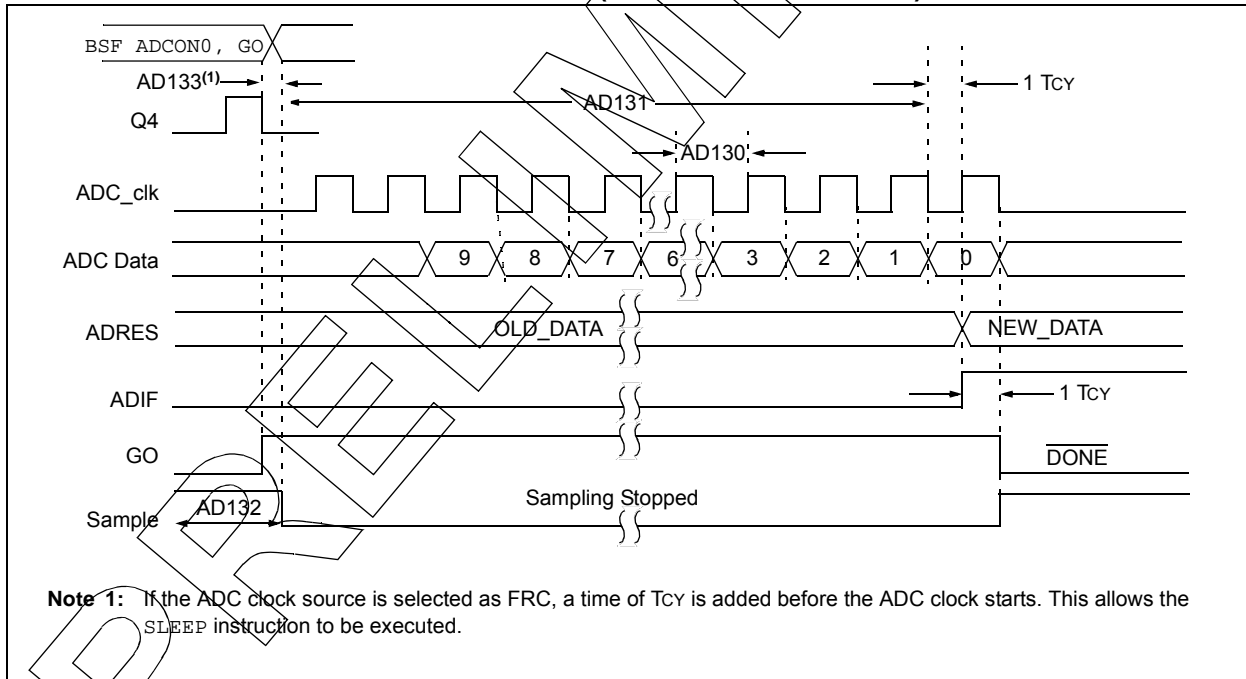 BSF ADCON0, GO
AD133(1)
1 TCY
AD131
Q4
AD130
ADC_clk
ADC Data 9 8 7 6 3 2 1 0
ADRES OLD_DATA NEW_DATA
ADIF 1 TCY
GO DONE
Sample AD132 Sampling Stopped
Note 1: If the ADC clock source is selected as FRC, a time of TCY is added before the ADC clock starts. This allows the
SLEEP instruction to be executed.